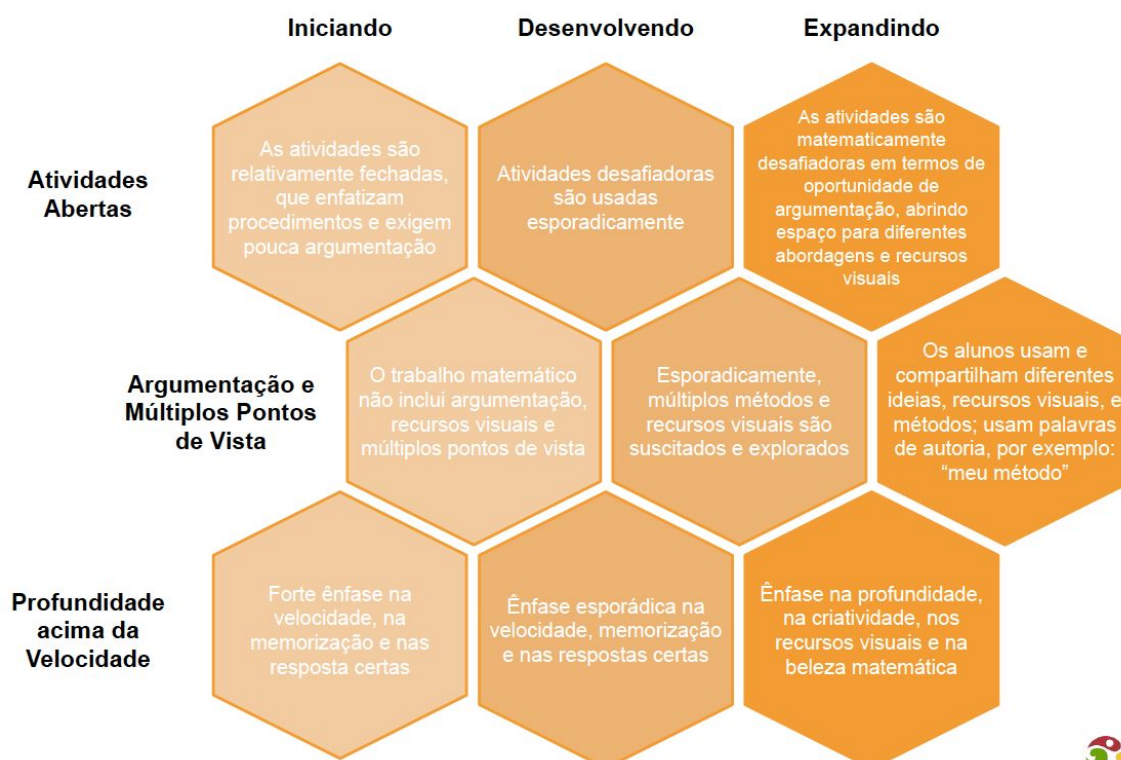 Iniciando
Desenvolvendo
Expandindo
Atividades
Abertas
As atividades são
relativamente fechadas,
que enfatizam
procedimentos e exigem
pouca argumentação
Atividades desafiadoras
são usadas
esporadicamente
As atividades são
matematicamente
desafiadoras em termos de
oportunidade de
argumentação, abrindo
espaço para diferentes
abordagens e recursos
visuais
Argumentação e
Múltiplos Pontos
de Vista
O trabalho matemático
não inclui argumentação,
recursos visuais e
múltiplos pontos de vista
Esporadicamente,
múltiplos métodos e
recursos visuais são
suscitados e explorados
Os alunos usam e
compartilham diferentes
ideias, recursos visuais, e
métodos; usam palavras
de autoria, por exemplo:
“meu método”
Profundidade
acima da
Velocidade
Forte ênfase na
velocidade, na
memorização e nas
resposta certas
Ênfase esporádica na
velocidade, memorização
e nas respostas certas
Ênfase na profundidade,
na criatividade, nos
recursos visuais e na
beleza matemática